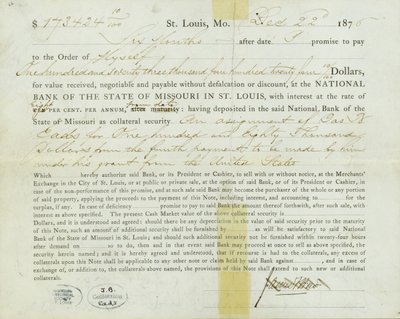 $ 173424 10/100 St. Louis, Mo. Dec 22d 1876
Six Months after date I promise to pay
to the Order of Myself
One hundred and Seventy three thousand four hundred twenty four 10/100 Dollars,
for value received, negotiable and payable without defalcation or discount, at the NATIONAL
BANK OF THE STATE OF MISSOURI IN ST. LOUIS, with interest at the rate of
eight PER CENT. PER ANNUM, from date after maturity: having deposited in the said National Bank of the
State of Missouri as collateral security. An assignment of Jas B
Eads for One hundred and Eighty Thousand
Dollars from the fourth payment to be made by him
under his grant from the United States
Which hereby authorise said Bank, or its President or Cashier, to sell with or without notice, at the Merchants'
Exchange in the City of St. Louis, or at public or private sale, at the option of said Bank, or its President or Cashier, in
case of the non-performance of this promise, and at such sale said Bank may become the purchaser of the whole or any portion
of said property, applying the proceeds to the payment of this Note, including interest, and accounting to for the
surplus, if any. In case of deficiency promise to pay to said Bank the amount thereof forthwith, after such sale, with
interest as above specified. The present Cash Market value of the above collateral security is
Dollars, and it is understood and agreed: should there be any depreciation in the value of said security prior to the maturity
of this Note, such an amount of additional security shall be furnished by as will be satisfactory to said National
Bank of the State of Missouri in St. Louis; and should such additional security not be furnished within twenty-four hours
after demand on so to do, then and in that event said Bank may proceed at once to sell as above specified, the
security herein named; and it is hereby agreed and understood, that if recourse is had to the collaterals, any excess of
collaterals upon this Note shall be applicable to any other note or claim held by said Bank against , and in case of
exchange of, or addition to, the collaterals above named, the provisions of this Note shall extend to such new or additional
collaterals.
HISTORICAL
J.B.
Collection